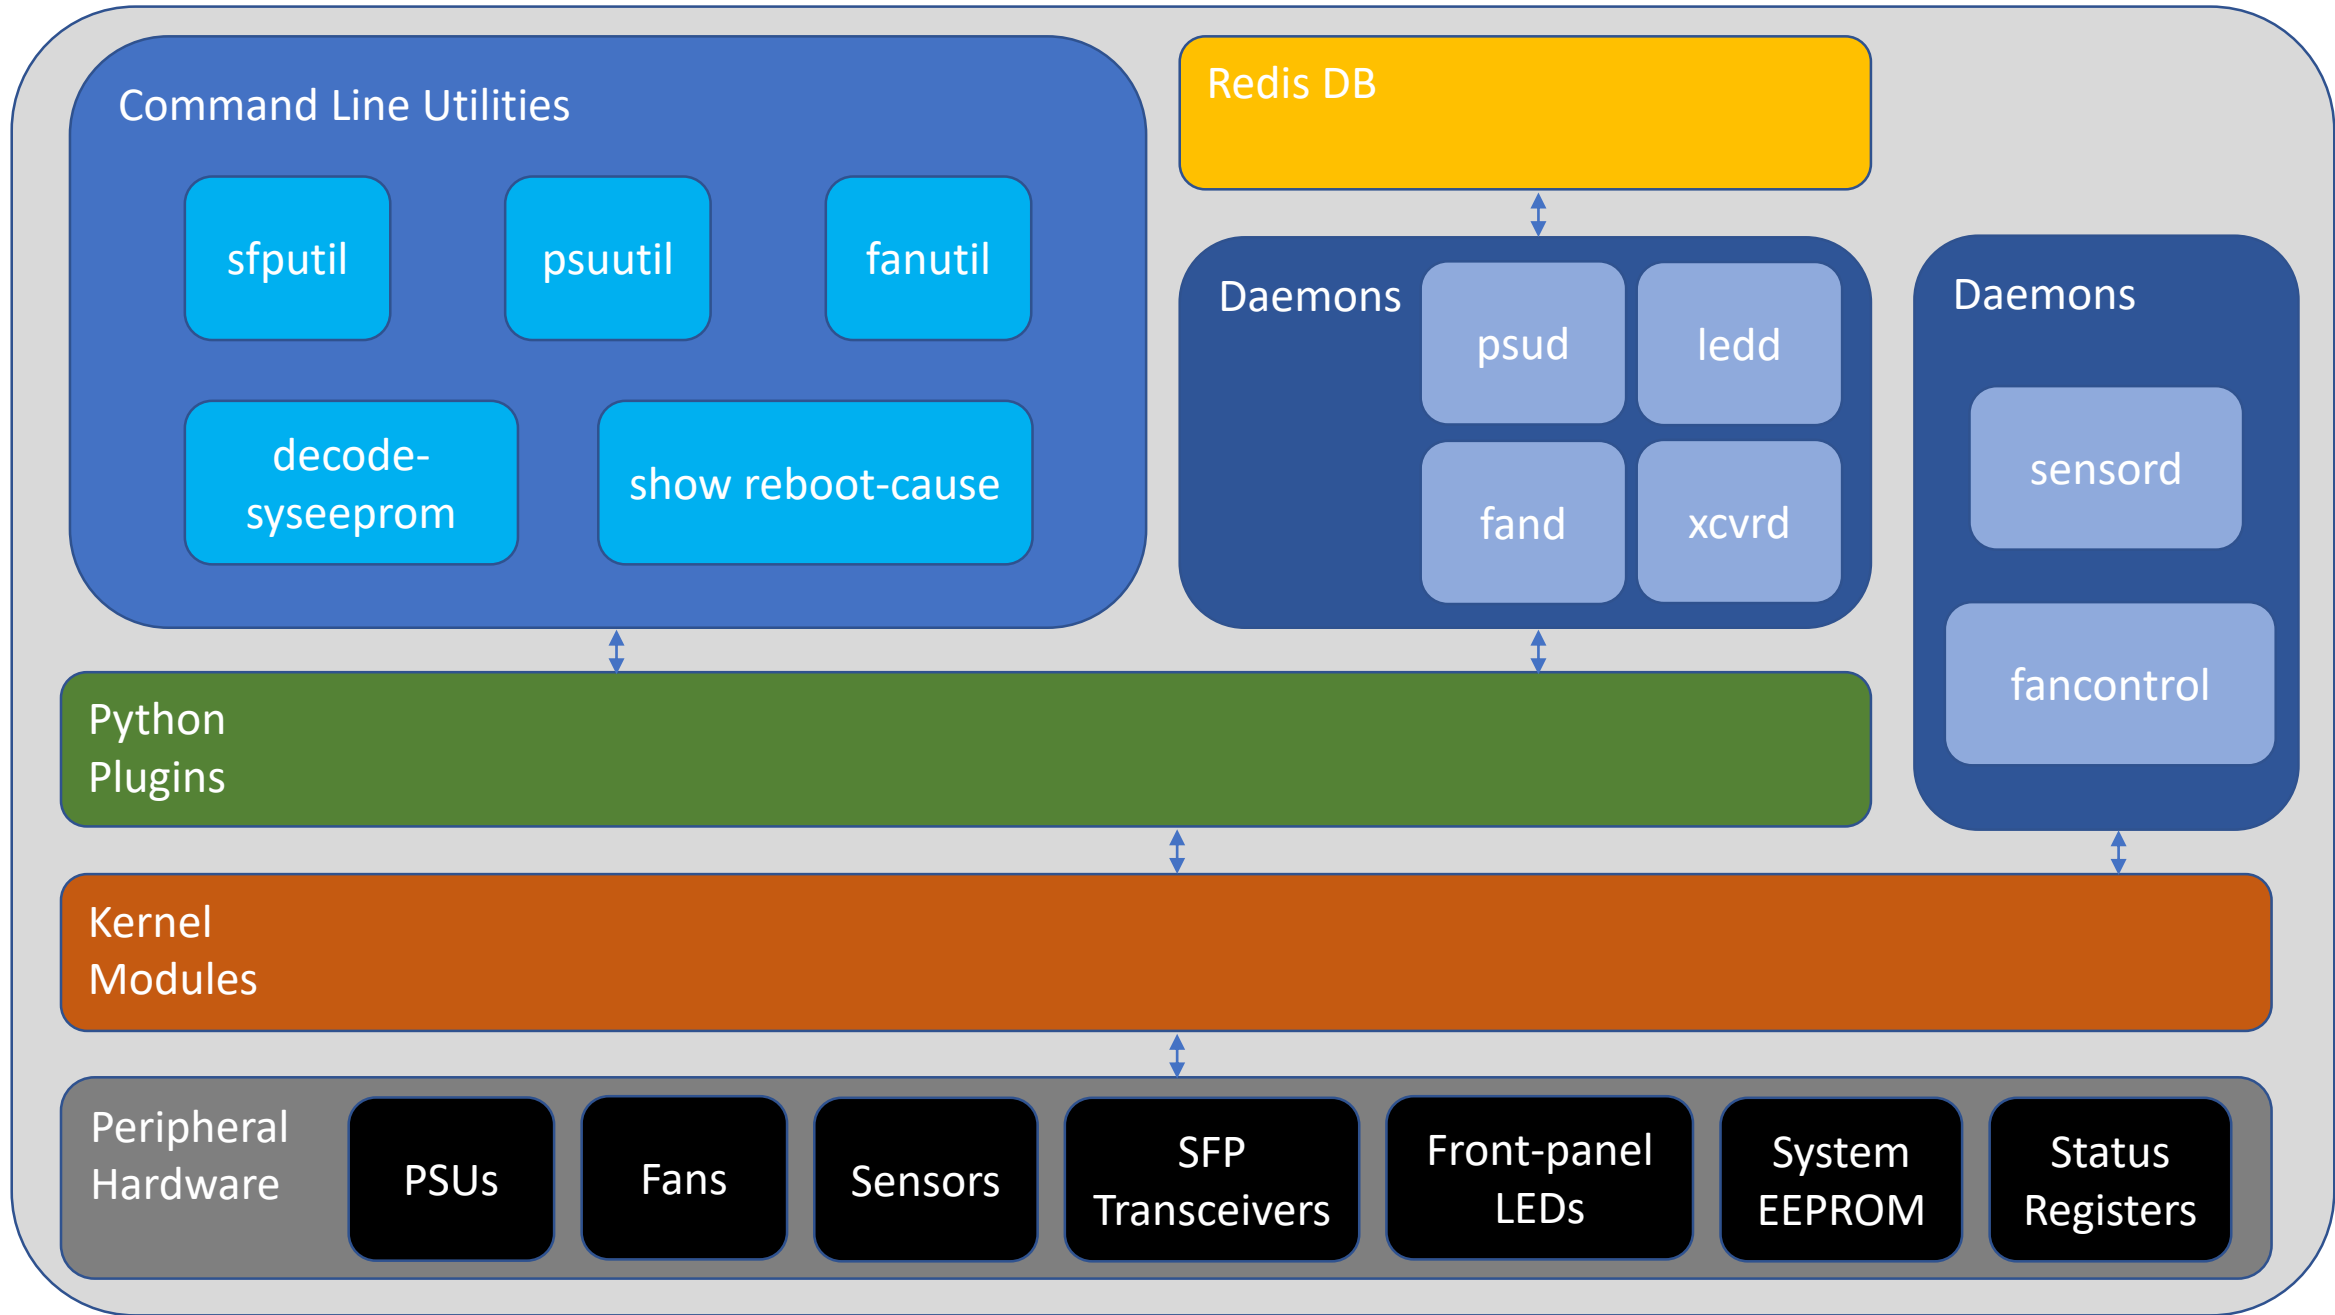 Command Line Utilities
sfputil
psuutil
fanutil
decode-
syseeprom
show reboot-cause
Redis DB
Daemons
psud
ledd
fand
xcvrd
Daemons
sensord
fancontrol
Python
Plugins
Kernel
Modules
Peripheral
Hardware
PSUs
Fans
Sensors
SFP
Transceivers
Front-panel
LEDs
System
EEPROM
Status
Registers